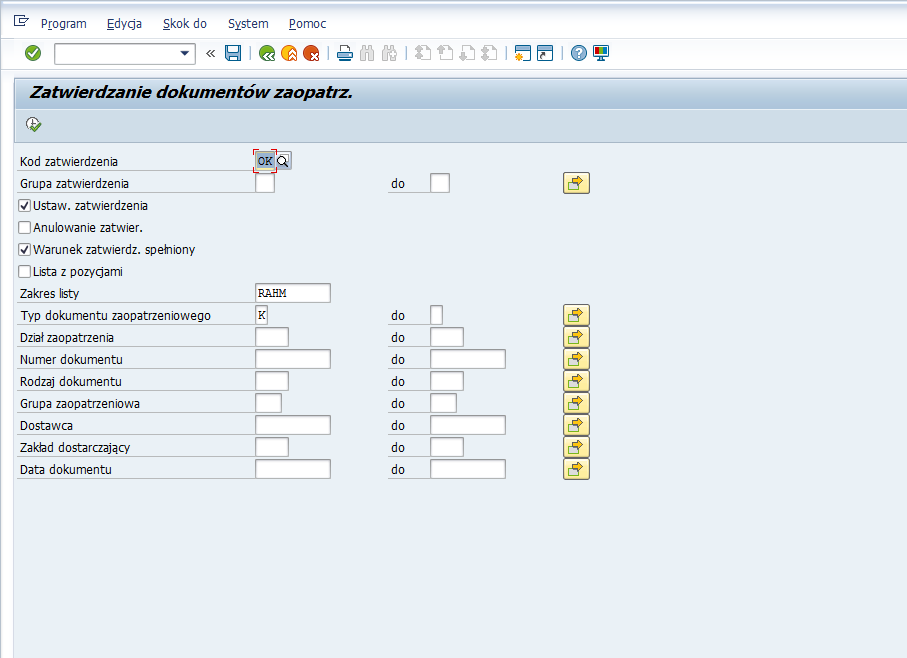 Program Edycja Skok do System Pomoc
Zatwierdzanie dokumentów zaopatrz.
Kod zatwierdzenia OK
Grupa zatwierdzenia do
Ustaw. zatwierdzenia
Anulowanie zatwier.
Warunek zatwierdz. spełniony
Lista z pozycjami
Zakres listy RAHM
Typ dokumentu zaopatrzeniowego K do
Dział zaopatrzenia do
Numer dokumentu do
Rodzaj dokumentu do
Grupa zaopatrzeniowa do
Dostawca do
Zakład dostarczający do
Data dokumentu do